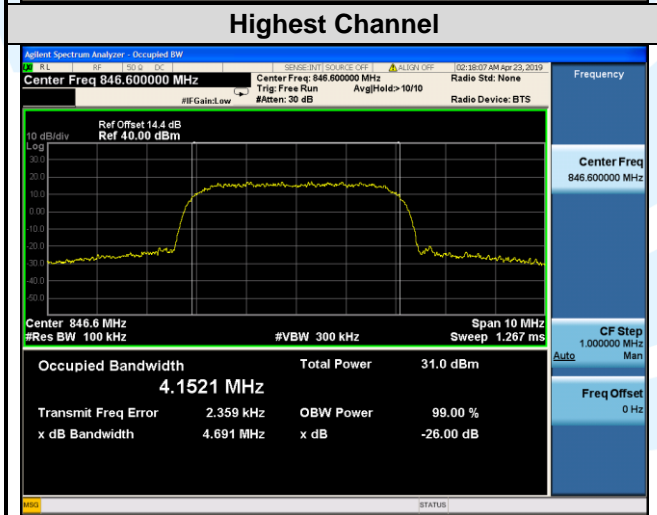 Highest Channel
Agilent Spectrum Analyzer - Occupied BW
RL RF 50 Ω DC SENSE:INT SOURCE OFF ALIGN OFF 02:18:07 AM Apr 23, 2019
Center Freq 846.600000 MHz Center Freq: 846.600000 MHz Radio Std: None Frequency
Trig: Free Run Avg|Hold:> 10/10
#IFGain:Low #Atten: 30 dB Radio Device: BTS
Ref Offset 14.4 dB
10 dB/div Ref 40.00 dBm
Log
30.0
20.0
10.0
0.00
-10.0
-20.0
-30.0
-40.0
-50.0
Center Freq
846.600000 MHz
Center 846.6 MHz Span 10 MHz
#Res BW 100 kHz #VBW 300 kHz Sweep 1.267 ms
CF Step
1.000000 MHz
Auto Man
Occupied Bandwidth Total Power 31.0 dBm
4.1521 MHz
Freq Offset
0 Hz
Transmit Freq Error 2.359 kHz OBW Power 99.00 %
x dB Bandwidth 4.691 MHz x dB -26.00 dB
MSG STATUS